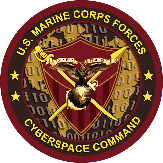 U.S. MARINE CORPS FORCES
CYBERSPACE COMMAND